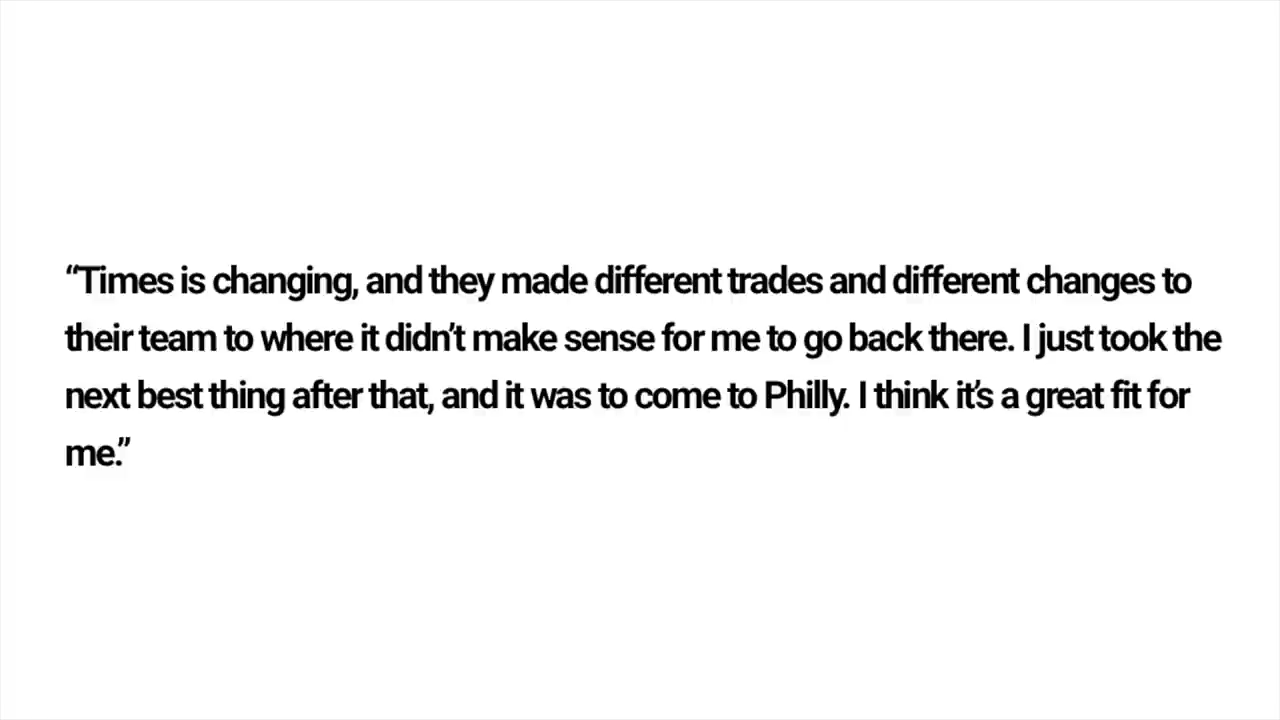 “Times is changing, and they made different trades and different changes to
their team to where it didn’t make sense for me to go back there. I just took the
next best thing after that, and it was to come to Philly. I think it’s a great fit for
me.”